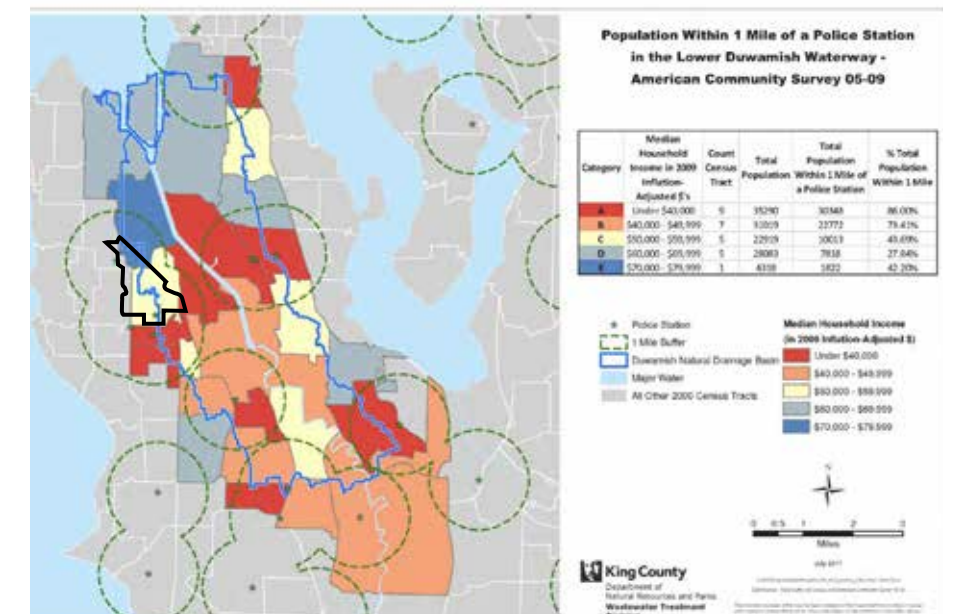 Population Within 1 Mile of a Police Station
in the Lower Duwamish Waterway -
American Community Survey 05-09
Category Median Household Income in 2009 Inflation-Adjusted $'s Count Census Tract Total Population Total Population Within 1 Mile of a Police Station % Total Population Within 1 Mile
A Under $40,000 9 35290 30348 86.00%
B $40,000 - $49,999 7 22772
C $50,000 - $59,999 5 22919 10013
D $60,000 - $69,999 5 28083 7818 27.84%
E $70,000 - $79,999 1 4318 1822 42.20%
Police Station
1 Mile Buffer
Duwamish Natural Drainage Basin
Major Water
All Other 2000 Census Tracts
Median Household Income
(in 2009 Inflation-Adjusted $)
Under $40,000
$40,000 - $49,999
$50,000 - $59,999
$60,000 - $69,999
$70,000 - $79,999
N
0 0.5 1 2 3
Miles
July 2011
King County
Department of
Natural Resources and Parks
Wastewater Treatment